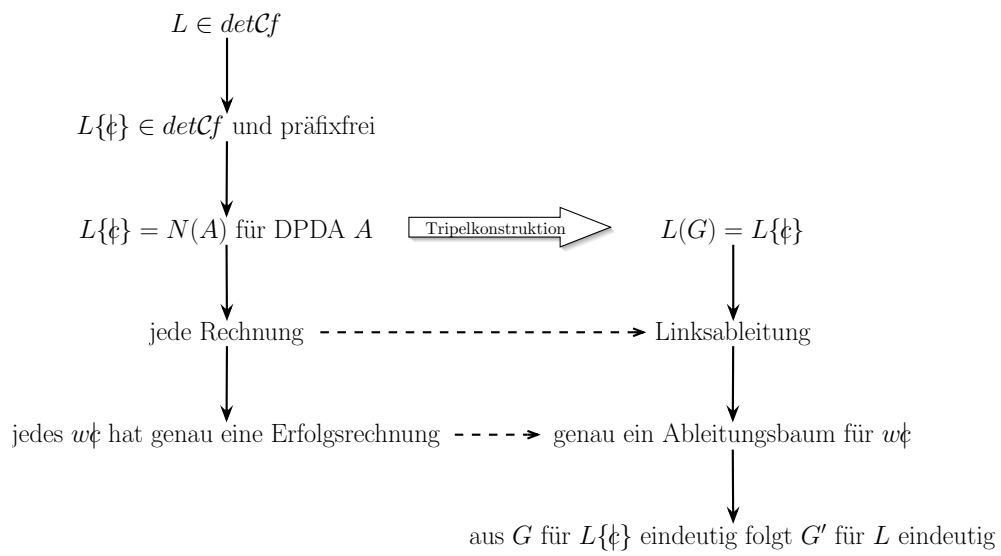 L ∈ detCf
L{¢} ∈ detCf und präfixfrei
L{¢} = N(A) für DPDA A
Tripelkonstruktion
L(G) = L{¢}
jede Rechnung
Linksableitung
jedes w¢ hat genau eine Erfolgsrechnung
genau ein Ableitungsbaum für w¢
aus G für L{¢} eindeutig folgt G′ für L eindeutig